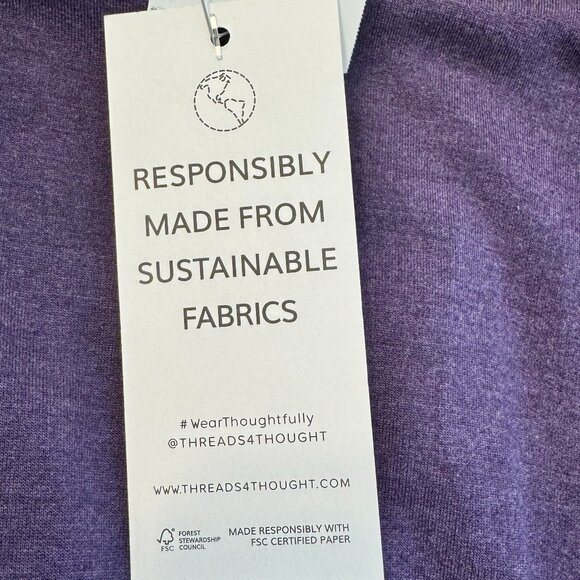 RESPONSIBLY
MADE FROM
SUSTAINABLE
FABRICS
# WearThoughtfully
@THREADS4THOUGHT
WWW.THREADS4THOUGHT.COM
FSC
FOREST
STEWARDSHIP
COUNCIL
MADE RESPONSIBLY WITH
FSC CERTIFIED PAPER